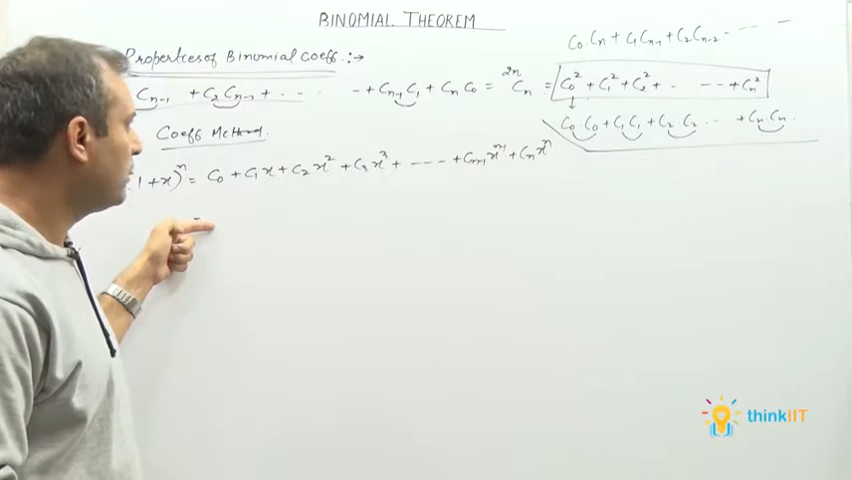 BINOMIAL THEOREM
Properties of Binomial Coeff. :→
C₀.Cₙ + C₁Cₙ₋₁ + C₂Cₙ₋₂ - - - -
Cₙ₋₁ + C₂Cₙ₋₂ + - - . . - + Cₙ₋₁C₁ + CₙC₀ = ²ⁿCₙ = C₀² + C₁² + C₂² + . - - - + Cₙ²
C₀C₀ + C₁C₁ + C₂C₂ . . . + CₙCₙ.
Coeff Method.
1+x)ⁿ = C₀ + C₁x + C₂x² + C₃x³ + - - - - + Cₙ₋₁xⁿ⁻¹ + Cₙxⁿ
thinkIIT